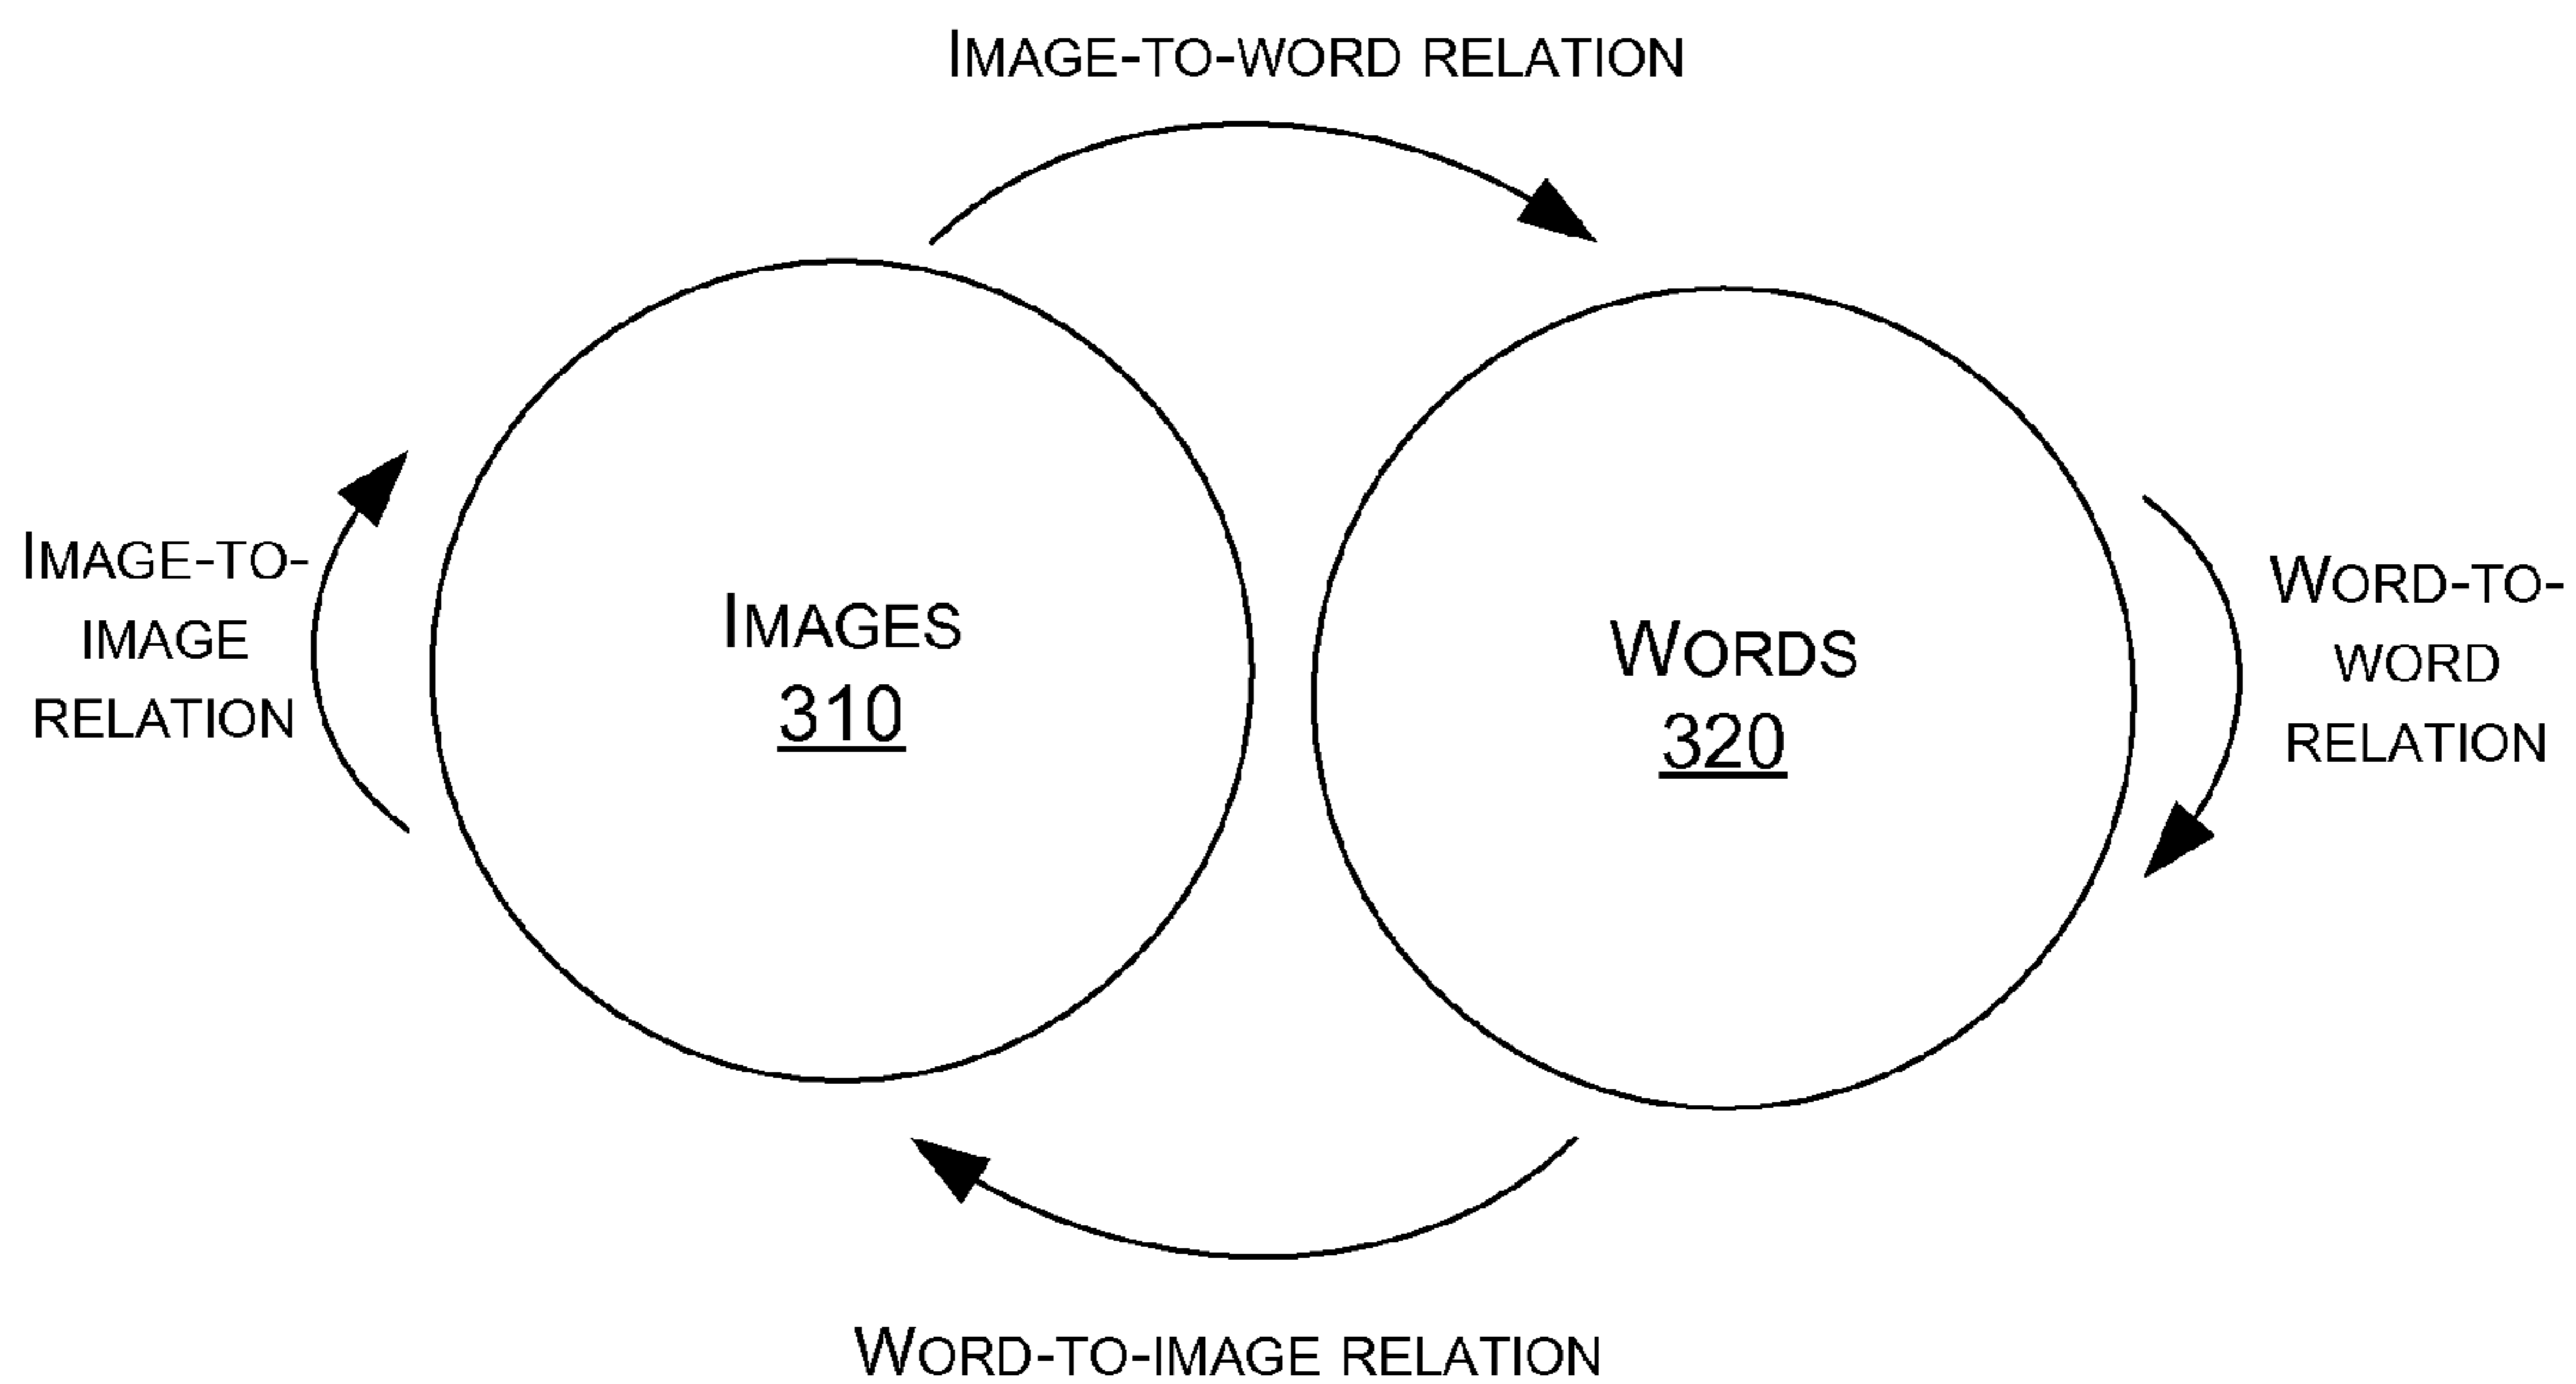 IMAGE-TO-WORD RELATION
IMAGE-TO-
IMAGE
RELATION
IMAGES
310
WORDS
320
WORD-TO-
WORD
RELATION
WORD-TO-IMAGE RELATION